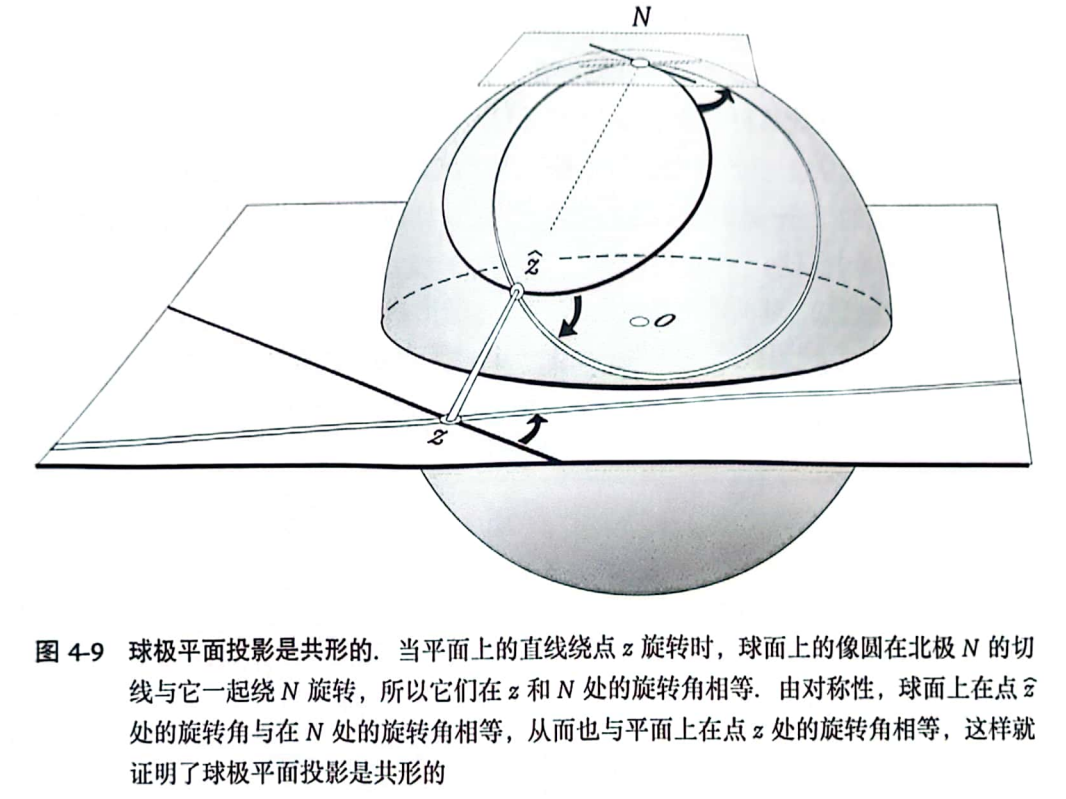 N
ẑ
O
z
图 4-9 球极平面投影是共形的. 当平面上的直线绕点 z 旋转时，球面上的像圆在北极 N 的切
线与它一起绕 N 旋转，所以它们在 z 和 N 处的旋转角相等. 由对称性，球面上在点 ẑ
处的旋转角与在 N 处的旋转角相等，从而也与平面上在点 z 处的旋转角相等，这样就
证明了球极平面投影是共形的